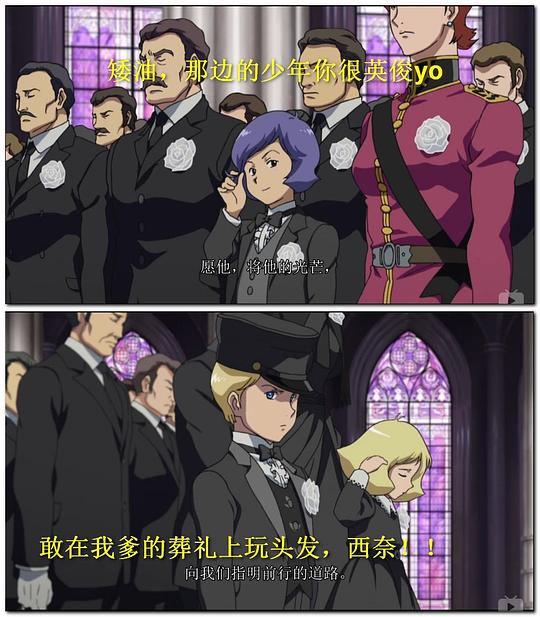 矮油，那边的少年你很英俊yo
愿他，将他的光芒，
敢在我爹的葬礼上玩头发，西奈！！
向我们指明前行的道路。